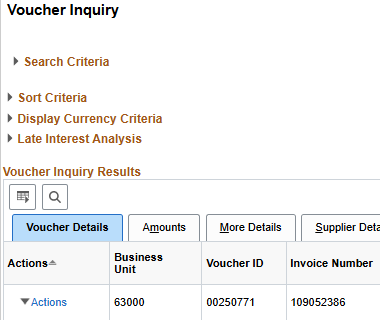 Voucher Inquiry
Search Criteria
Sort Criteria
Display Currency Criteria
Late Interest Analysis
Voucher Inquiry Results
Voucher Details Amounts More Details Supplier Deta
Actions Business Unit Voucher ID Invoice Number
Actions 63000 00250771 109052386